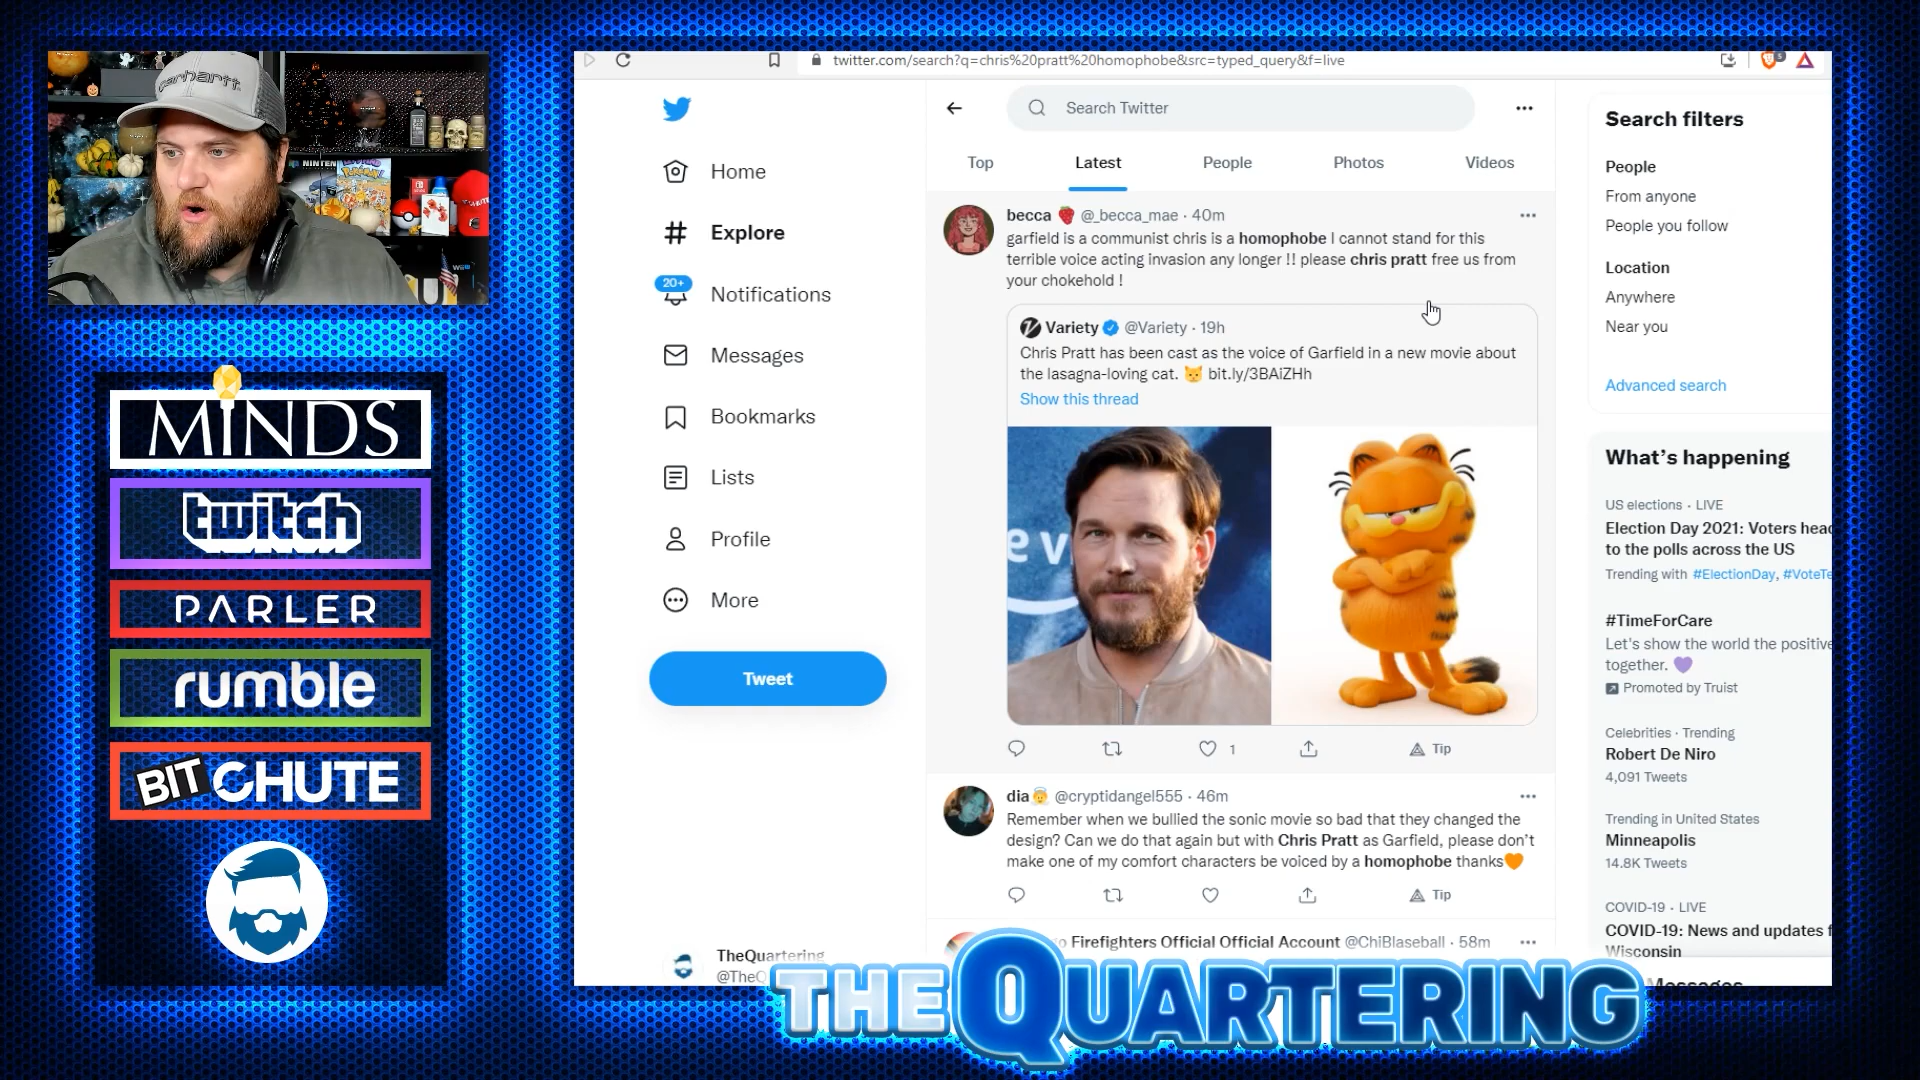 carhartt
NINTEN
MINDS
twitch
PARLER
rumble
BITCHUTE
twitter.com/search?q=chris%20pratt%20homophobe&src=typed_query&f=live
Home
Explore
20+
Notifications
Messages
Bookmarks
Lists
Profile
More
Tweet
TheQuartering
@TheQ
Search Twitter
Top
Latest
People
Photos
Videos
becca 🍓 @_becca_mae · 40m
garfield is a communist chris is a homophobe I cannot stand for this
terrible voice acting invasion any longer !! please chris pratt free us from
your chokehold !
Variety @Variety · 19h
Chris Pratt has been cast as the voice of Garfield in a new movie about
the lasagna-loving cat. 🐱 bit.ly/3BAiZHh
Show this thread
e v
1
Tip
dia @cryptidangel555 · 46m
Remember when we bullied the sonic movie so bad that they changed the
design? Can we do that again but with Chris Pratt as Garfield, please don't
make one of my comfort characters be voiced by a homophobe thanks🧡
Tip
Firefighters Official Official Account @ChiBlaseball · 58m
Search filters
People
From anyone
People you follow
Location
Anywhere
Near you
Advanced search
What's happening
US elections · LIVE
Election Day 2021: Voters head
to the polls across the US
Trending with #ElectionDay, #VoteTe
#TimeForCare
Let's show the world the positive
together. 💜
Promoted by Truist
Celebrities · Trending
Robert De Niro
4,091 Tweets
Trending in United States
Minneapolis
14.8K Tweets
COVID-19 · LIVE
COVID-19: News and updates f
Wisconsin
Messages
THE QUARTERING